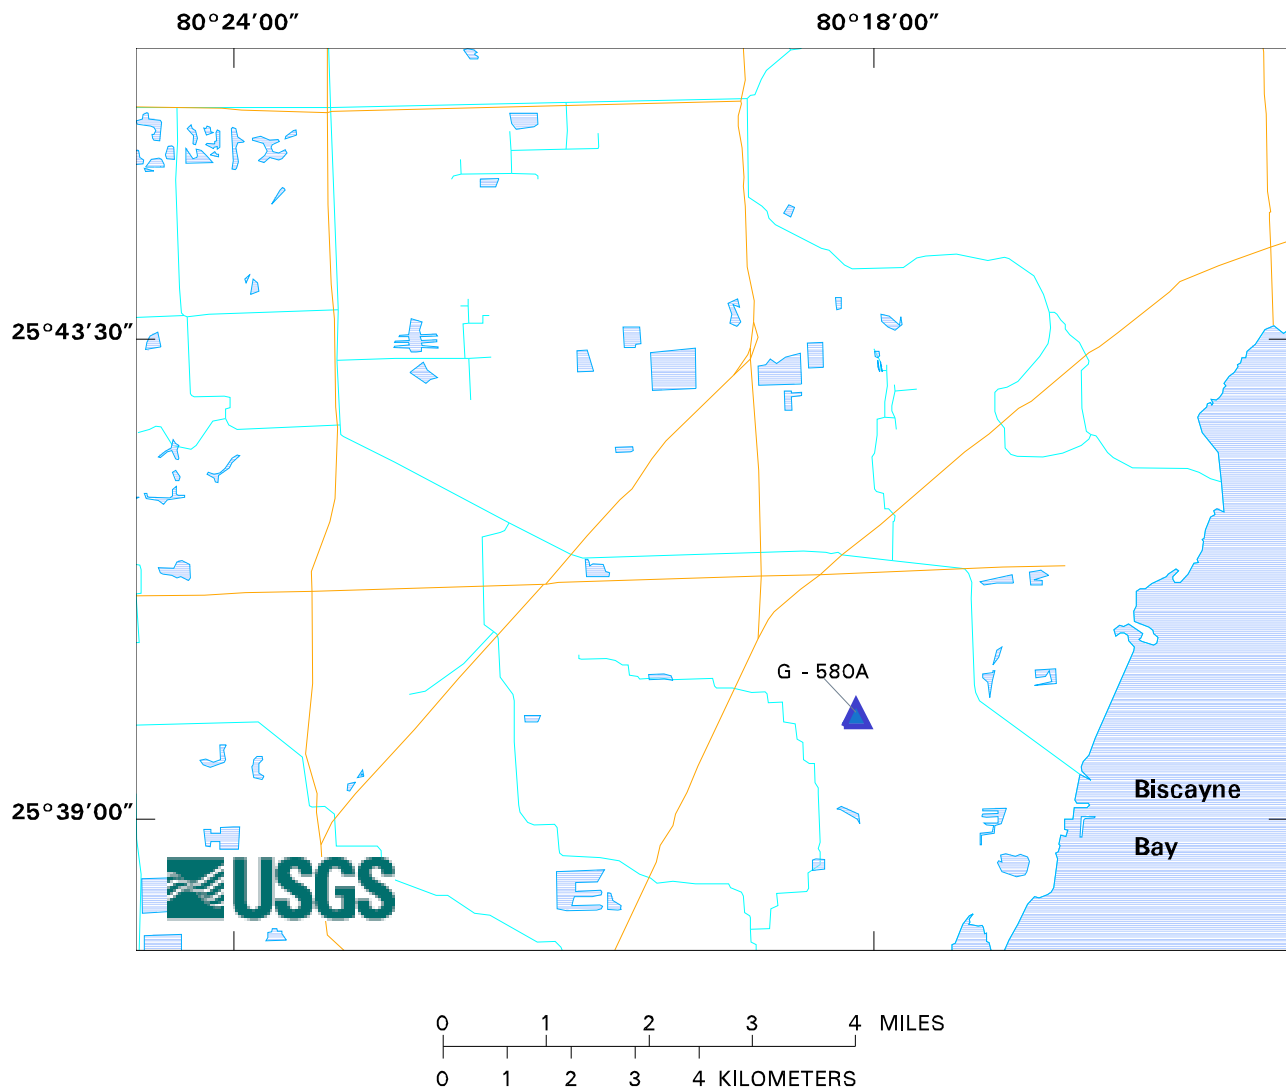 80°24'00" 80°18'00"
25°43'30"
G - 580A
Biscayne
25°39'00"
Bay
USGS
0 1 2 3 4 MILES
0 1 2 3 4 KILOMETERS